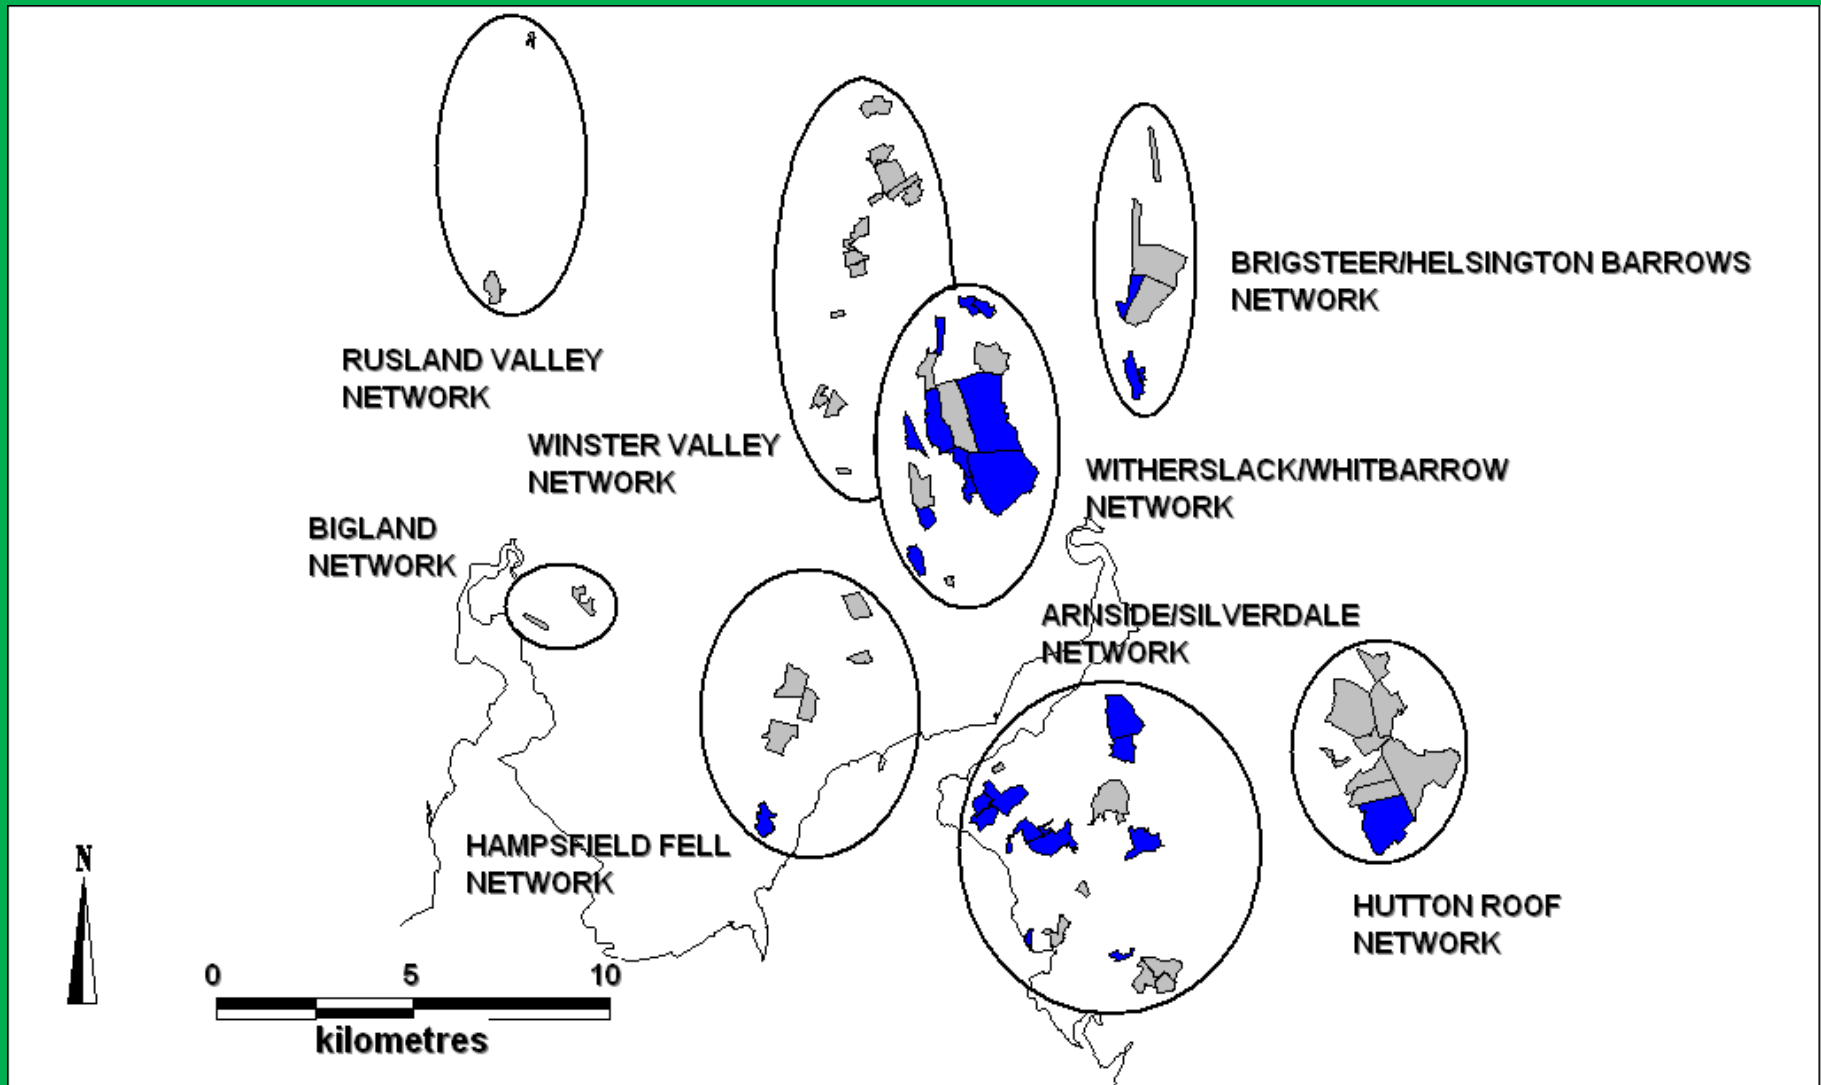 BRIGSTEER/HELSINGTON BARROWS
NETWORK
RUSLAND VALLEY
NETWORK
WINSTER VALLEY
NETWORK
WITHERSLACK/WHITBARROW
NETWORK
BIGLAND
NETWORK
ARNSIDE/SILVERDALE
NETWORK
HAMPSFIELD FELL
NETWORK
HUTTON ROOF
NETWORK
N
0 5 10
kilometres